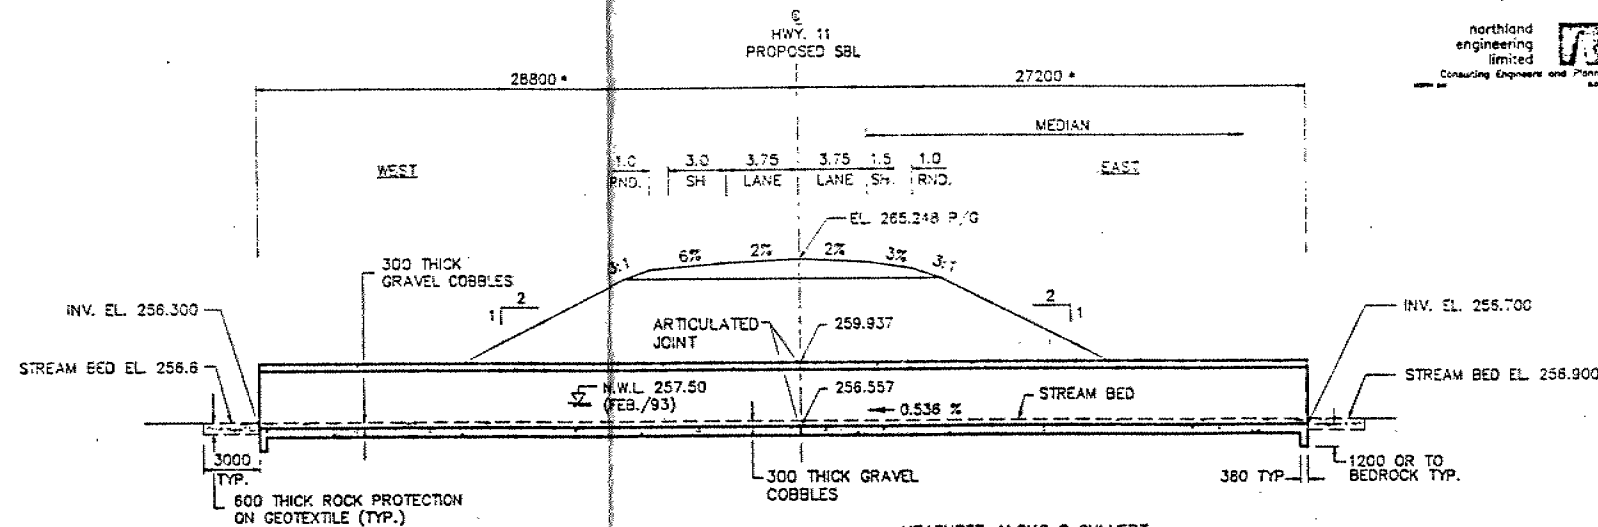 ℄
HWY. 11
PROPOSED SBL
northland
engineering
limited
Consulting Engineers and
28800 *
27200 *
MEDIAN
WEST
EAST
1.0
3.0
3.75
3.75
1.5
1.0
RND.
SH
LANE
LANE
SH.
RND.
EL. 265.248 P/G
3:1
6%
2%
2%
3%
3:1
300 THICK
GRAVEL COBBLES
2
1
2
1
INV. EL. 256.300
INV. EL. 256.700
ARTICULATED
JOINT
259.937
STREAM BED EL. 256.6
STREAM BED EL. 256.900
N.W.L. 257.50
(FEB./93)
256.557
STREAM BED
0.536 %
3000
TYP.
300 THICK GRAVEL
COBBLES
380 TYP
1200 OR TO
BEDROCK TYP.
600 THICK ROCK PROTECTION
ON GEOTEXTILE (TYP.)